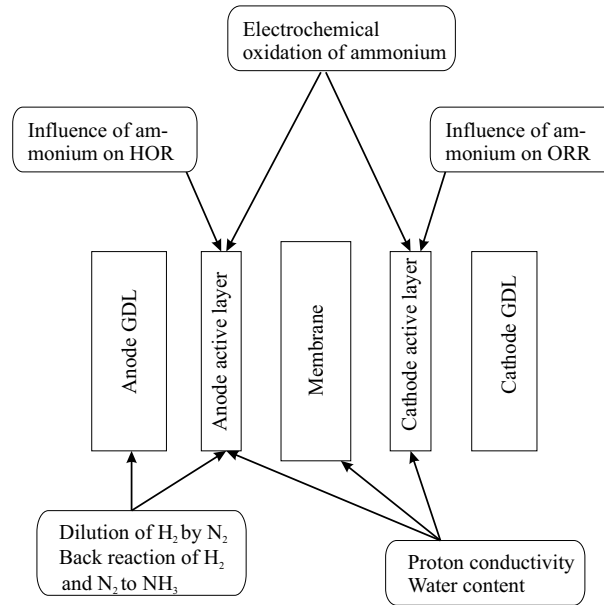 Electrochemical
oxidation of ammonium
Influence of am-
monium on HOR
Influence of am-
monium on ORR
Anode GDL
Anode active layer
Membrane
Cathode active layer
Cathode GDL
Dilution of H₂ by N₂
Back reaction of H₂
and N₂ to NH₃
Proton conductivity
Water content